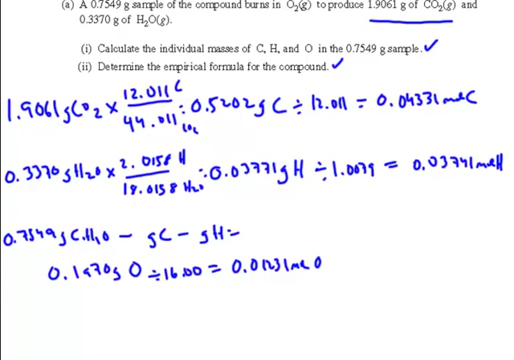 (a) A 0.7549 g sample of the compound burns in O₂(g) to produce 1.9061 g of CO₂(g) and
0.3370 g of H₂O(g).
(i) Calculate the individual masses of C, H, and O in the 0.7549 g sample. ✓
(ii) Determine the empirical formula for the compound. ✓
1.9061 g CO₂ × 12.011 C / 44.011 CO₂ = 0.5202 g C ÷ 12.011 = 0.04331 mol C
0.3370 g H₂O × 2.0158 H / 18.0158 H₂O = 0.03771 g H ÷ 1.0079 = 0.03741 mol H
0.7549 g C,H,O − gC − gH =
0.1970 g O ÷ 16.00 = 0.01231 mol O